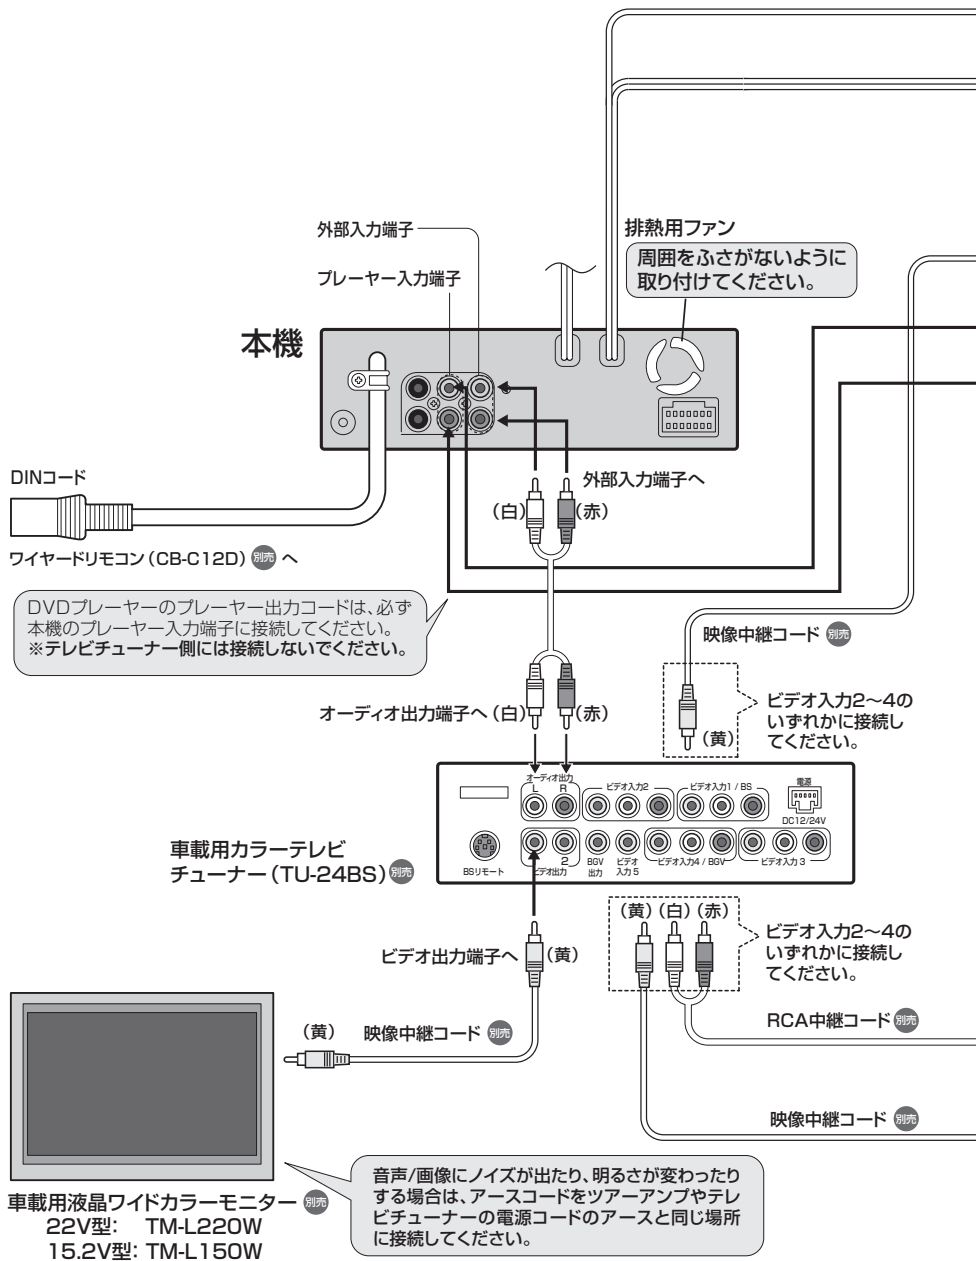 外部入力端子
プレーヤー入力端子
排熱用ファン
周囲をふさがないように
取り付けてください。
本機
DINコード
外部入力端子へ
(白)
(赤)
ワイヤードリモコン(CB-C12D) 別売 へ
DVDプレーヤーのプレーヤー出力コードは、必ず
本機のプレーヤー入力端子に接続してください。
※テレビチューナー側には接続しないでください。
映像中継コード 別売
オーディオ出力端子へ (白)
(赤)
(黄)
ビデオ入力2〜4の
いずれかに接続し
てください。
オーディオ出力
L R
ビデオ入力2
ビデオ入力1 / BS
電源
DC12/24V
BSリモート
2
ビデオ出力
BGV
出力
ビデオ
入力5
ビデオ入力4 / BGV
ビデオ入力3
車載用カラーテレビ
チューナー(TU-24BS) 別売
(黄) (白) (赤)
ビデオ入力2〜4の
いずれかに接続し
てください。
ビデオ出力端子へ
(黄)
(黄)
映像中継コード 別売
RCA中継コード 別売
映像中継コード 別売
音声/画像にノイズが出たり、明るさが変わったり
する場合は、アースコードをツアーアンプやテレ
ビチューナーの電源コードのアースと同じ場所
に接続してください。
車載用液晶ワイドカラーモニター 別売
22V型: TM-L220W
15.2V型: TM-L150W